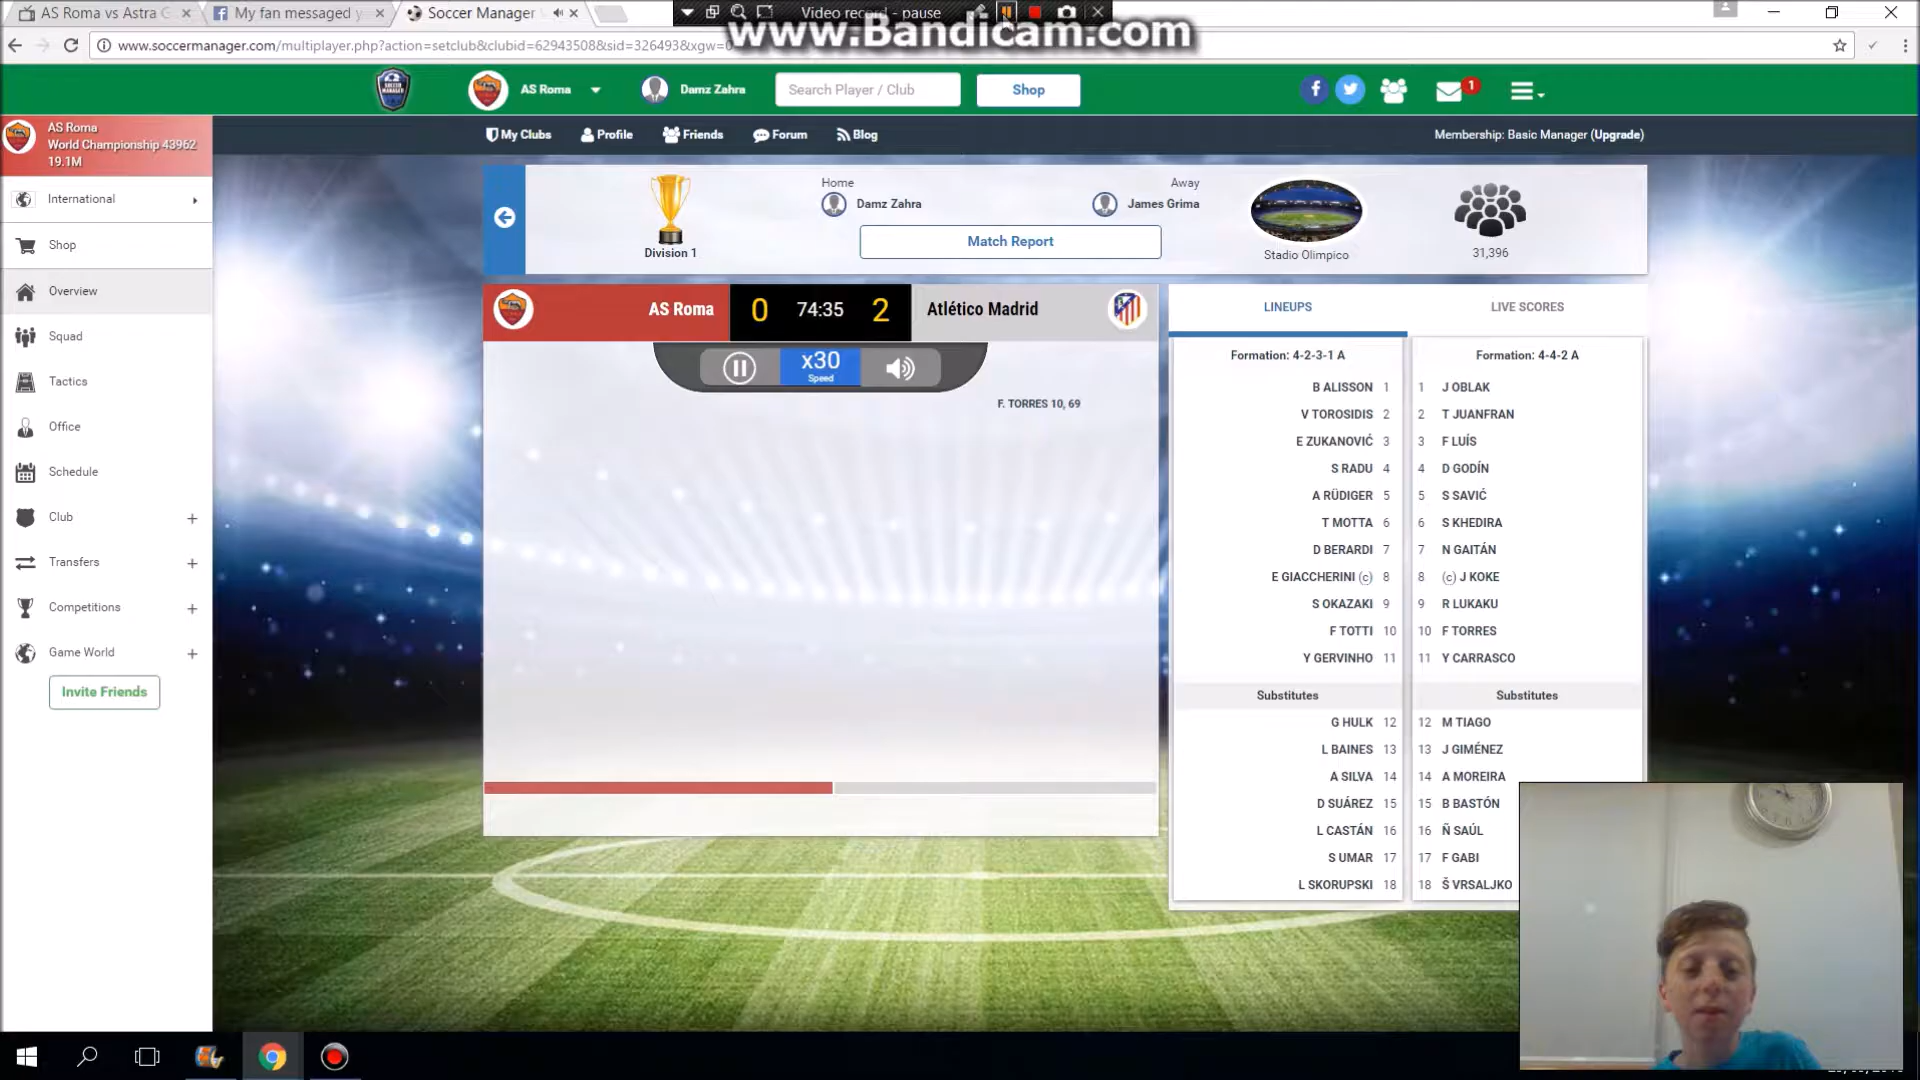 AS Roma vs Astra G
My fan messaged y
Soccer Manager
Video record - pause
www.Bandicam.com
www.soccermanager.com/multiplayer.php?action=setclub&clubid=62943508&sid=326493&xgw=0
AS Roma
Damz Zahra
Search Player / Club
Shop
1
AS Roma
World Championship 43962
19.1M
My Clubs
Profile
Friends
Forum
Blog
Membership: Basic Manager (Upgrade)
International
Shop
Overview
Squad
Tactics
Office
Schedule
Club
Transfers
Competitions
Game World
Invite Friends
Division 1
Home
Damz Zahra
Away
James Grima
Match Report
Stadio Olimpico
31,396
AS Roma
0
74:35
2
Atlético Madrid
x30
Speed
F. TORRES 10, 69
LINEUPS
LIVE SCORES
Formation: 4-2-3-1 A
Formation: 4-4-2 A
B ALISSON 1
1 J OBLAK
V TOROSIDIS 2
2 T JUANFRAN
E ZUKANOVIĆ 3
3 F LUÍS
S RADU 4
4 D GODÍN
A RÜDIGER 5
5 S SAVIĆ
T MOTTA 6
6 S KHEDIRA
D BERARDI 7
7 N GAITÁN
E GIACCHERINI (c) 8
8 (c) J KOKE
S OKAZAKI 9
9 R LUKAKU
F TOTTI 10
10 F TORRES
Y GERVINHO 11
11 Y CARRASCO
Substitutes
Substitutes
G HULK 12
12 M TIAGO
L BAINES 13
13 J GIMÉNEZ
A SILVA 14
14 A MOREIRA
D SUÁREZ 15
15 B BASTÓN
L CASTÁN 16
16 Ñ SAÚL
S UMAR 17
17 F GABI
L SKORUPSKI 18
18 Š VRSALJKO